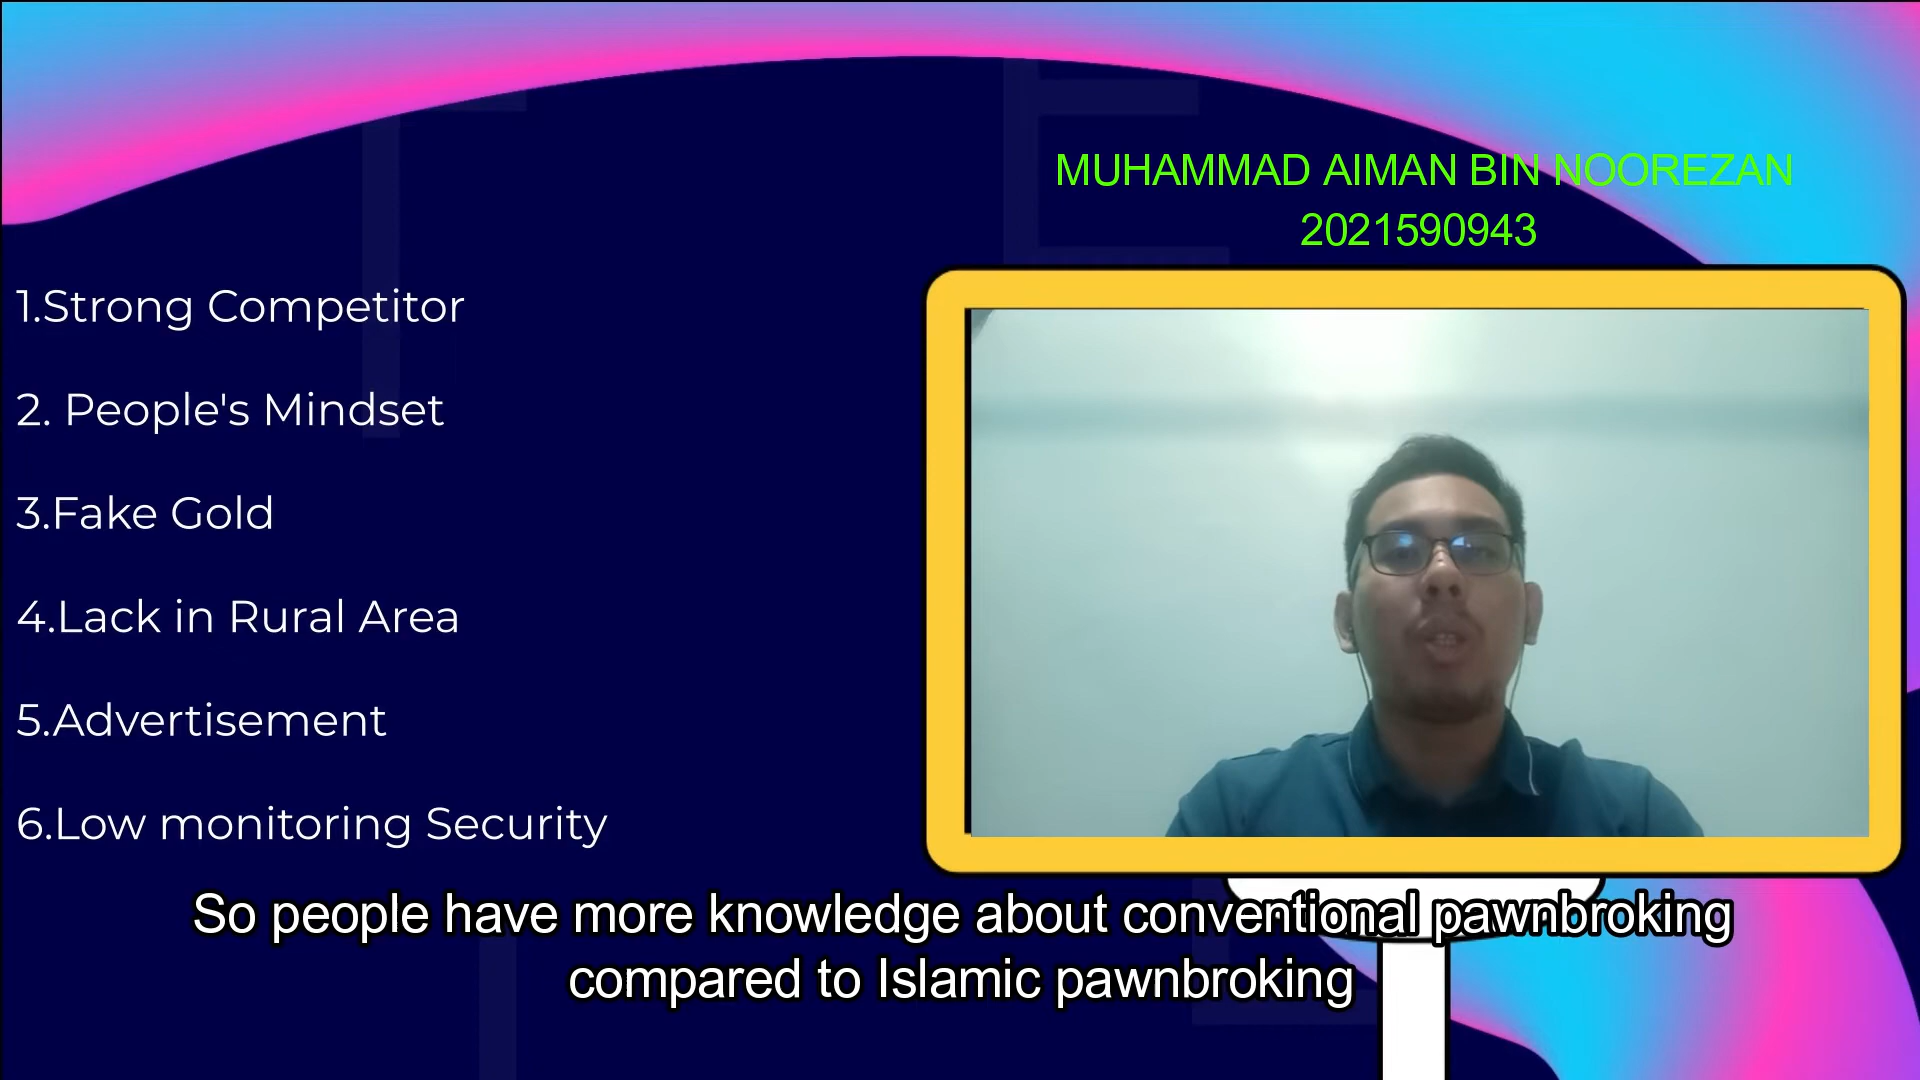 MUHAMMAD AIMAN BIN NOOREZAN
2021590943
1.Strong Competitor
2. People's Mindset
3.Fake Gold
4.Lack in Rural Area
5.Advertisement
6.Low monitoring Security
So people have more knowledge about conventional pawnbroking
compared to Islamic pawnbroking